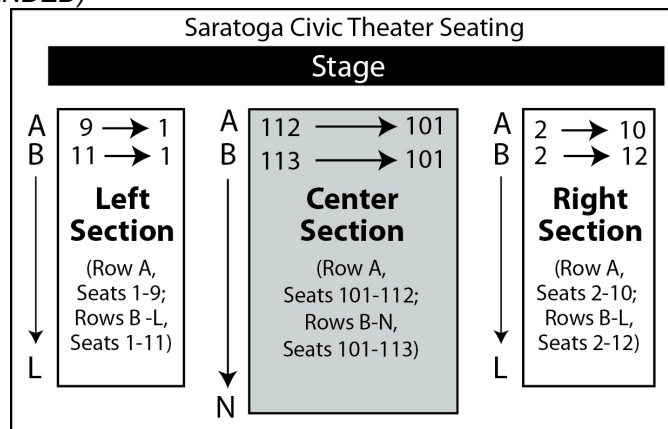 Saratoga Civic Theater Seating
Stage
A 9 → 1
B 11 → 1
L
Left
Section
(Row A,
Seats 1-9;
Rows B -L,
Seats 1-11)
A 112 → 101
B 113 → 101
N
Center
Section
(Row A,
Seats 101-112;
Rows B-N,
Seats 101-113)
A 2 → 10
B 2 → 12
L
Right
Section
(Row A,
Seats 2-10;
Rows B-L,
Seats 2-12)